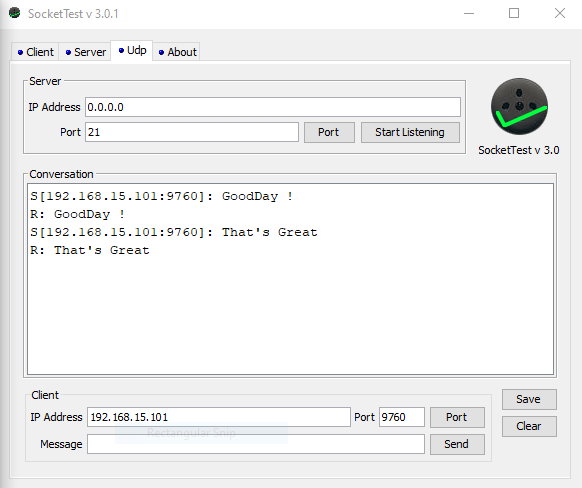 SocketTest v 3.0.1
Client Server Udp About
Server
IP Address 0.0.0.0
Port 21 Port Start Listening
SocketTest v 3.0
Conversation
S[192.168.15.101:9760]: GoodDay !
R: GoodDay !
S[192.168.15.101:9760]: That's Great
R: That's Great
Client
IP Address 192.168.15.101 Port 9760 Port
Save
Rectangular Snip
Clear
Message Send